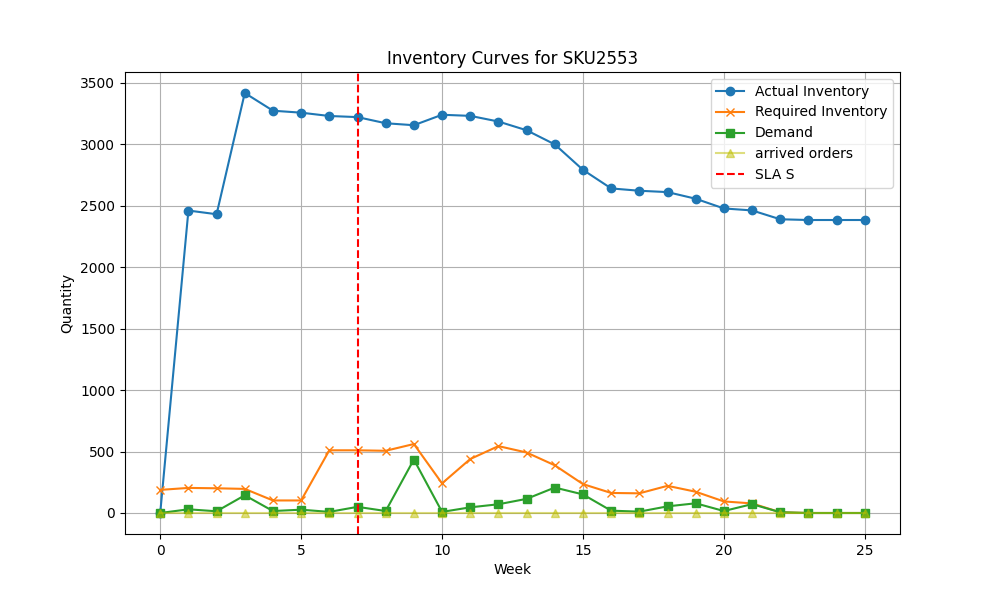 Inventory Curves for SKU2553
3500
3000
2500
2000
1500
1000
500
0
Quantity
0 5 10 15 20 25
Week
Actual Inventory
Required Inventory
Demand
arrived orders
SLA S